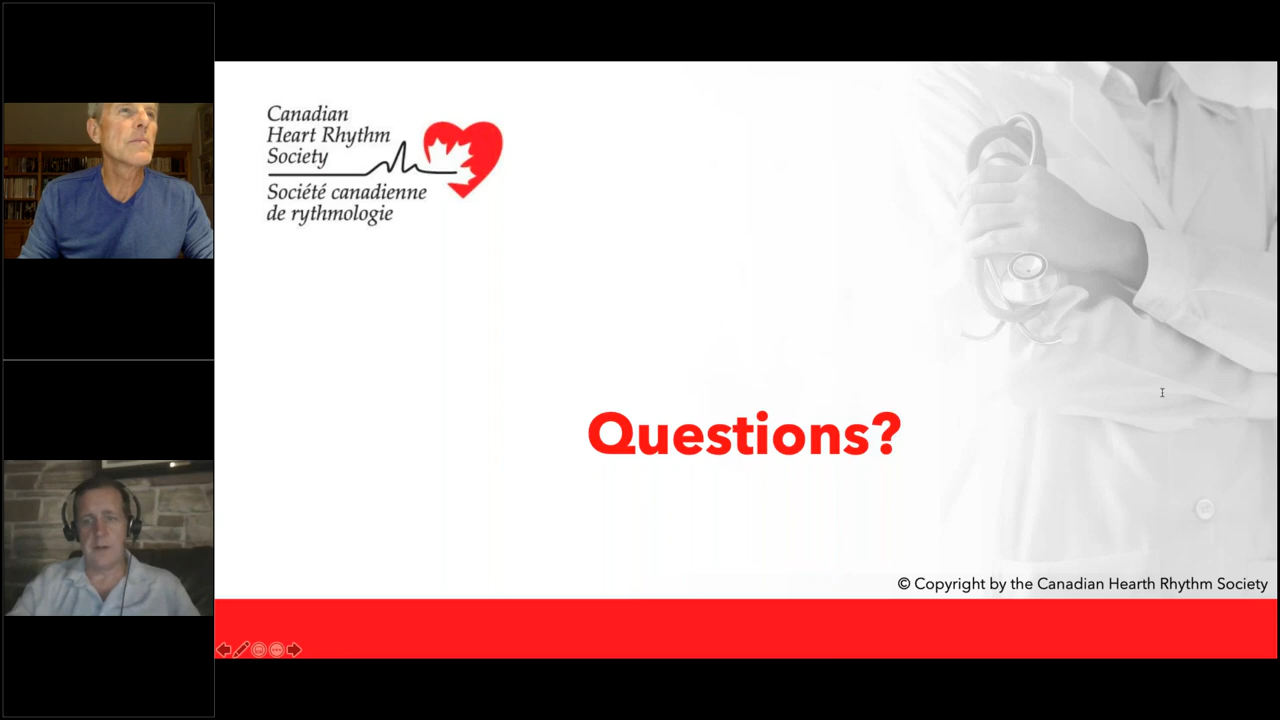 Canadian
Heart Rhythm
Society
Société canadienne
de rythmologie
Questions?
© Copyright by the Canadian Hearth Rhythm Society